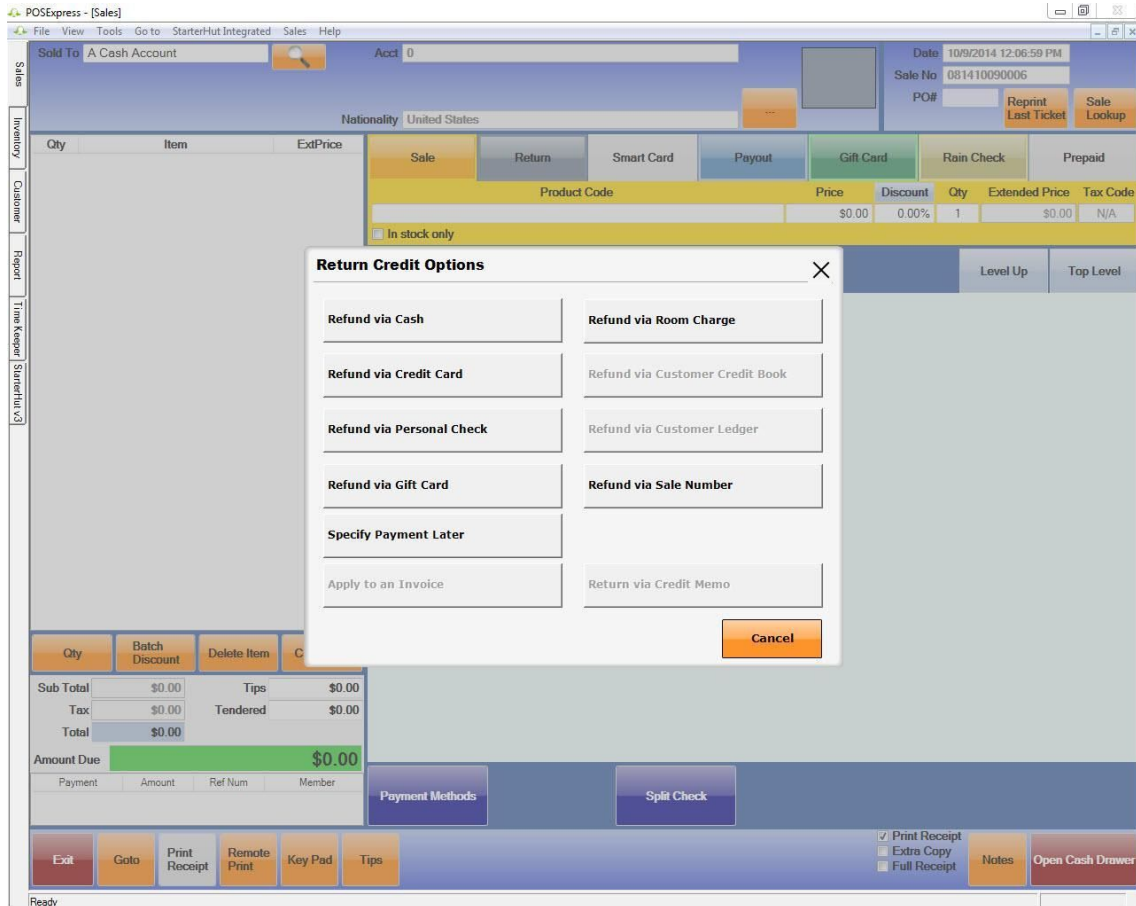 POSExpress - [Sales]
File View Tools Go to StarterHut Integrated Sales Help
Sales
Inventory
Customer
Report
Time Keeper
StarterHut v3
Sold To A Cash Account
Acct 0
Nationality United States
...
Date 10/9/2014 12:06:59 PM
Sale No 081410090006
PO#
Reprint
Last Ticket
Sale
Lookup
Qty Item ExtPrice
Sale Return Smart Card Payout Gift Card Rain Check Prepaid
Product Code Price Discount Qty Extended Price Tax Code
$0.00 0.00% 1 $0.00 N/A
In stock only
Level Up Top Level
Return Credit Options
Refund via Cash
Refund via Room Charge
Refund via Credit Card
Refund via Customer Credit Book
Refund via Personal Check
Refund via Customer Ledger
Refund via Gift Card
Refund via Sale Number
Specify Payment Later
Apply to an Invoice
Return via Credit Memo
Cancel
Qty
Batch
Discount
Delete Item
C
Sub Total $0.00 Tips $0.00
Tax $0.00 Tendered $0.00
Total $0.00
Amount Due $0.00
Payment Amount Ref Num Member
Payment Methods
Split Check
Exit
Goto
Print
Receipt
Remote
Print
Key Pad
Tips
Print Receipt
Extra Copy
Full Receipt
Notes
Open Cash Drawer
Ready